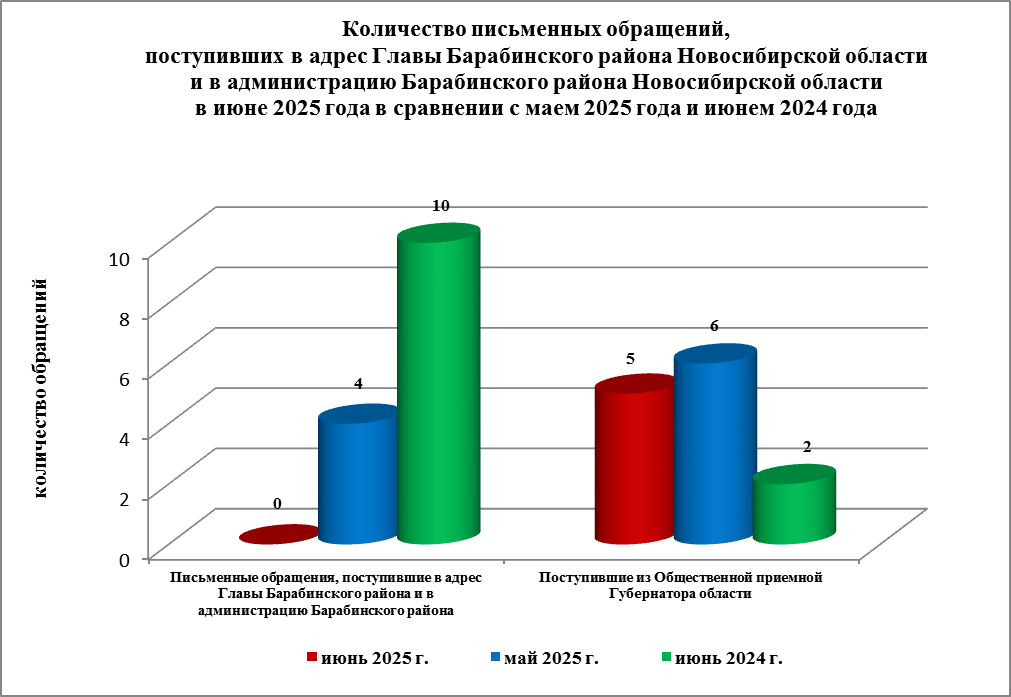 Количество письменных обращений,
поступивших в адрес Главы Барабинского района Новосибирской области
и в администрацию Барабинского района Новосибирской области
в июне 2025 года в сравнении с маем 2025 года и июнем 2024 года
количество обращений
10
8
6
4
2
0
0
4
10
5
6
2
Письменные обращения, поступившие в адрес
Главы Барабинского района и в
администрацию Барабинского района
Поступившие из Общественной приемной
Губернатора области
июнь 2025 г.
май 2025 г.
июнь 2024 г.